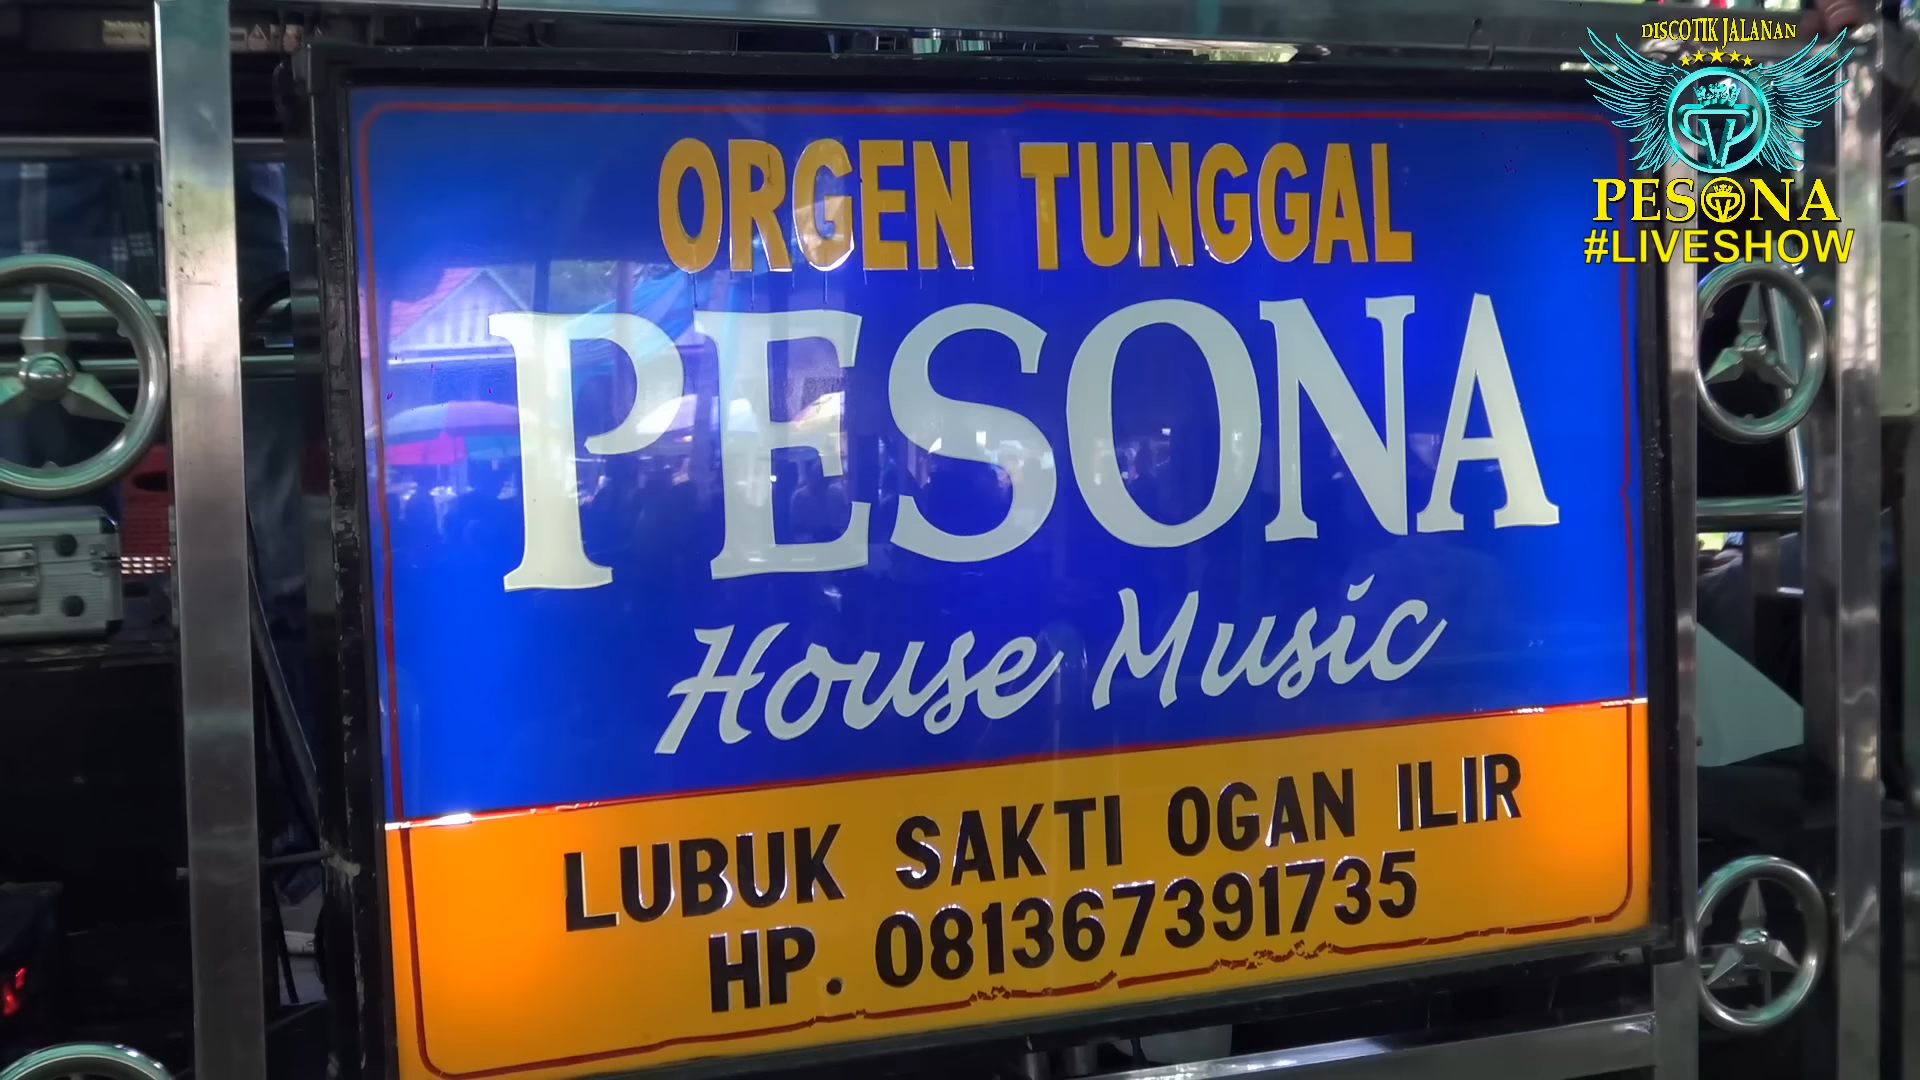 DISCOTIK JALANAN
PESONA
#LIVESHOW
ORGEN TUNGGAL
PESONA
House Music
LUBUK SAKTI OGAN ILIR
HP. 081367391735